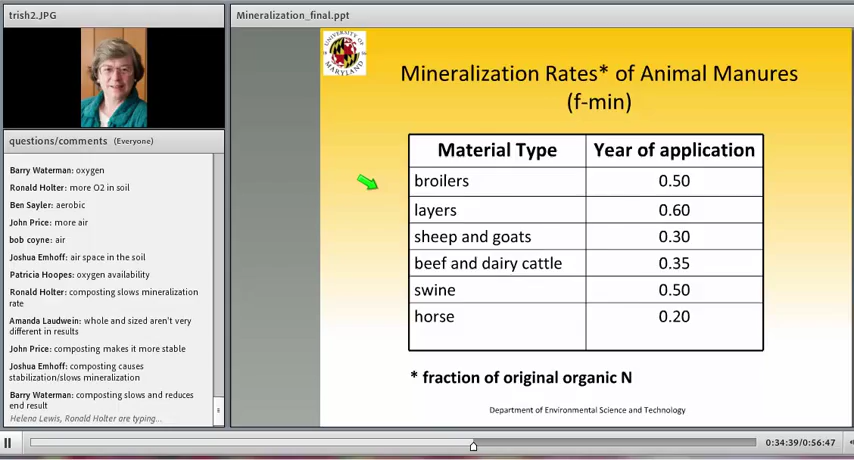 trish2.JPG
questions/comments (Everyone)
Barry Waterman: oxygen
Ronald Holter: more O2 in soil
Ben Sayler: aerobic
John Price: more air
bob coyne: air
Joshua Emhoff: air space in the soil
Patricia Hoopes: oxygen availability
Ronald Holter: composting slows mineralization
rate
Amanda Laudwein: whole and sized aren't very
different in results
John Price: composting makes it more stable
Joshua Emhoff: composting causes
stabilization/slows mineralization
Barry Waterman: composting slows and reduces
end result
Helena Lewis, Ronald Holter are typing...
Mineralization_final.ppt
UNIVERSITY OF
MARYLAND
Mineralization Rates* of Animal Manures
(f-min)
Material Type Year of application
broilers 0.50
layers 0.60
sheep and goats 0.30
beef and dairy cattle 0.35
swine 0.50
horse 0.20
* fraction of original organic N
Department of Environmental Science and Technology
0:34:39/0:56:47